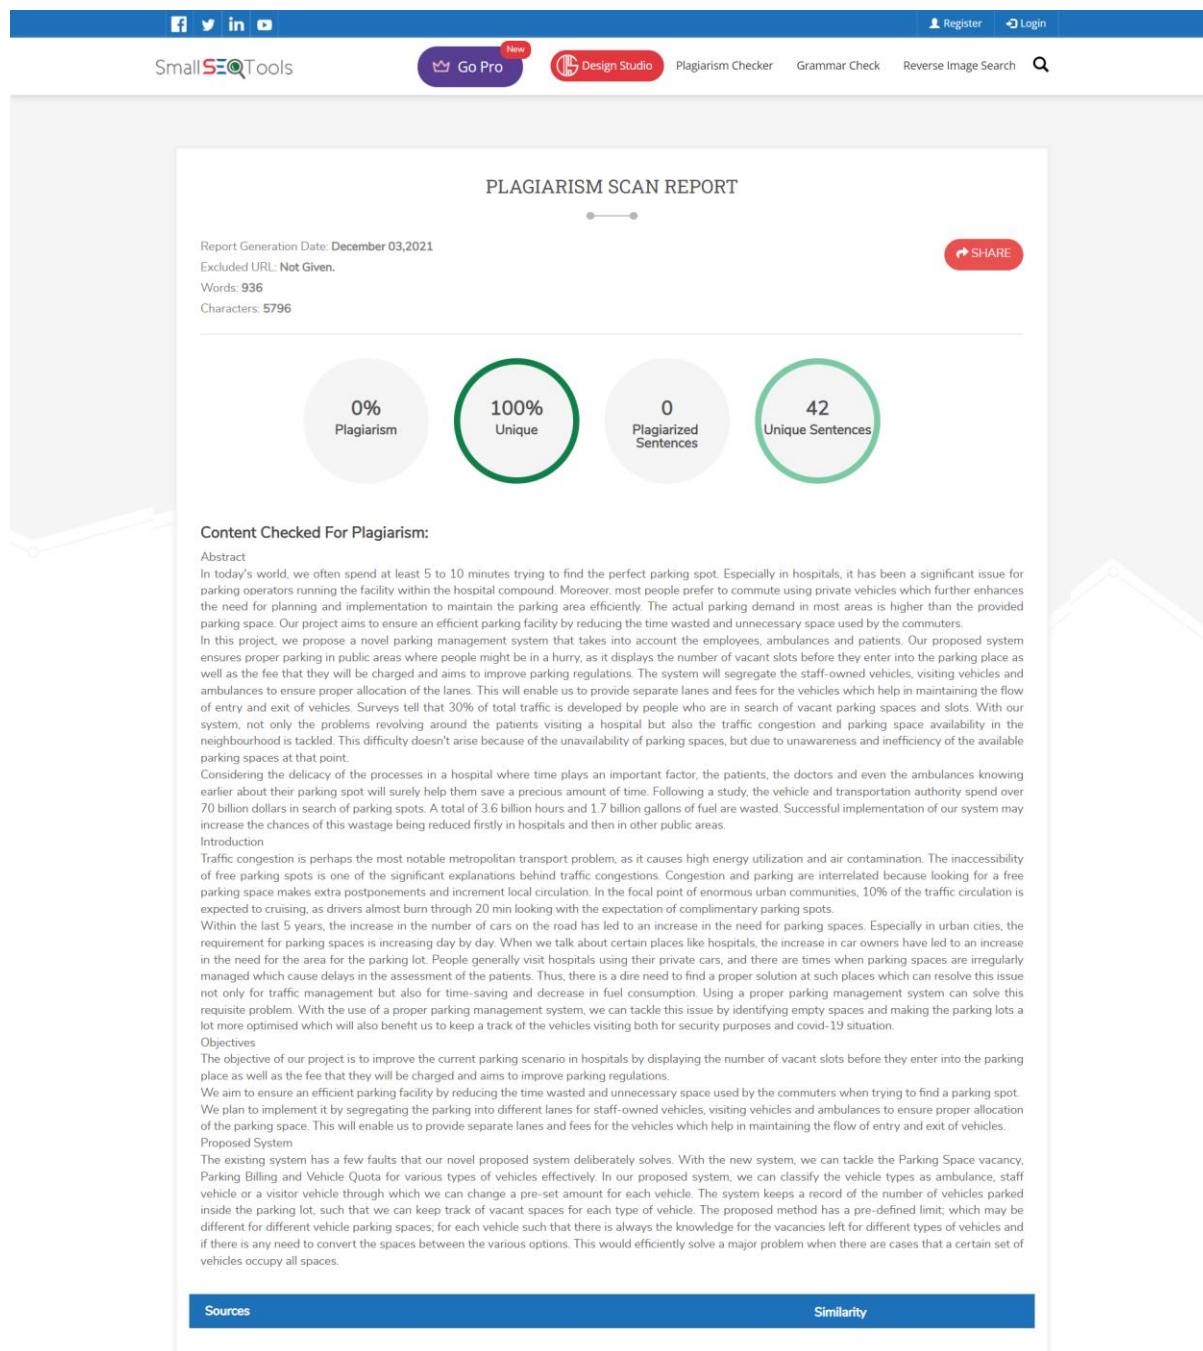 Register Login
SmallSEOTools
New
Go Pro Design Studio Plagiarism Checker Grammar Check Reverse Image Search
PLAGIARISM SCAN REPORT
Report Generation Date: December 03,2021
SHARE
Excluded URL: Not Given.
Words: 936
Characters: 5796
0%
Plagiarism
100%
Unique
0
Plagiarized
Sentences
42
Unique Sentences
Content Checked For Plagiarism:
Abstract
In today's world, we often spend at least 5 to 10 minutes trying to find the perfect parking spot. Especially in hospitals, it has been a significant issue for
parking operators running the facility within the hospital compound. Moreover, most people prefer to commute using private vehicles which further enhances
the need for planning and implementation to maintain the parking area efficiently. The actual parking demand in most areas is higher than the provided
parking space. Our project aims to ensure an efficient parking facility by reducing the time wasted and unnecessary space used by the commuters.
In this project, we propose a novel parking management system that takes into account the employees, ambulances and patients. Our proposed system
ensures proper parking in public areas where people might be in a hurry, as it displays the number of vacant slots before they enter into the parking place as
well as the fee that they will be charged and aims to improve parking regulations. The system will segregate the staff-owned vehicles, visiting vehicles and
ambulances to ensure proper allocation of the lanes. This will enable us to provide separate lanes and fees for the vehicles which help in maintaining the flow
of entry and exit of vehicles. Surveys tell that 30% of total traffic is developed by people who are in search of vacant parking spaces and slots. With our
system, not only the problems revolving around the patients visiting a hospital but also the traffic congestion and parking space availability in the
neighbourhood is tackled. This difficulty doesn't arise because of the unavailability of parking spaces, but due to unawareness and inefficiency of the available
parking spaces at that point.
Considering the delicacy of the processes in a hospital where time plays an important factor, the patients, the doctors and even the ambulances knowing
earlier about their parking spot will surely help them save a precious amount of time. Following a study, the vehicle and transportation authority spend over
70 billion dollars in search of parking spots. A total of 3.6 billion hours and 1.7 billion gallons of fuel are wasted. Successful implementation of our system may
increase the chances of this wastage being reduced firstly in hospitals and then in other public areas.
Introduction
Traffic congestion is perhaps the most notable metropolitan transport problem, as it causes high energy utilization and air contamination. The inaccessibility
of free parking spots is one of the significant explanations behind traffic congestions. Congestion and parking are interrelated because looking for a free
parking space makes extra postponements and increment local circulation. In the focal point of enormous urban communities, 10% of the traffic circulation is
expected to cruising, as drivers almost burn through 20 min looking with the expectation of complimentary parking spots.
Within the last 5 years, the increase in the number of cars on the road has led to an increase in the need for parking spaces. Especially in urban cities, the
requirement for parking spaces is increasing day by day. When we talk about certain places like hospitals, the increase in car owners have led to an increase
in the need for the area for the parking lot. People generally visit hospitals using their private cars, and there are times when parking spaces are irregularly
managed which cause delays in the assessment of the patients. Thus, there is a dire need to find a proper solution at such places which can resolve this issue
not only for traffic management but also for time-saving and decrease in fuel consumption. Using a proper parking management system can solve this
requisite problem. With the use of a proper parking management system, we can tackle this issue by identifying empty spaces and making the parking lots a
lot more optimised which will also benefit us to keep a track of the vehicles visiting both for security purposes and covid-19 situation.
Objectives
The objective of our project is to improve the current parking scenario in hospitals by displaying the number of vacant slots before they enter into the parking
place as well as the fee that they will be charged and aims to improve parking regulations.
We aim to ensure an efficient parking facility by reducing the time wasted and unnecessary space used by the commuters when trying to find a parking spot.
We plan to implement it by segregating the parking into different lanes for staff-owned vehicles, visiting vehicles and ambulances to ensure proper allocation
of the parking space. This will enable us to provide separate lanes and fees for the vehicles which help in maintaining the flow of entry and exit of vehicles.
Proposed System
The existing system has a few faults that our novel proposed system deliberately solves. With the new system, we can tackle the Parking Space vacancy,
Parking Billing and Vehicle Quota for various types of vehicles effectively. In our proposed system, we can classify the vehicle types as ambulance, staff
vehicle or a visitor vehicle through which we can change a pre-set amount for each vehicle. The system keeps a record of the number of vehicles parked
inside the parking lot, such that we can keep track of vacant spaces for each type of vehicle. The proposed method has a pre-defined limit; which may be
different for different vehicle parking spaces; for each vehicle such that there is always the knowledge for the vacancies left for different types of vehicles and
if there is any need to convert the spaces between the various options. This would efficiently solve a major problem when there are cases that a certain set of
vehicles occupy all spaces.
Sources Similarity